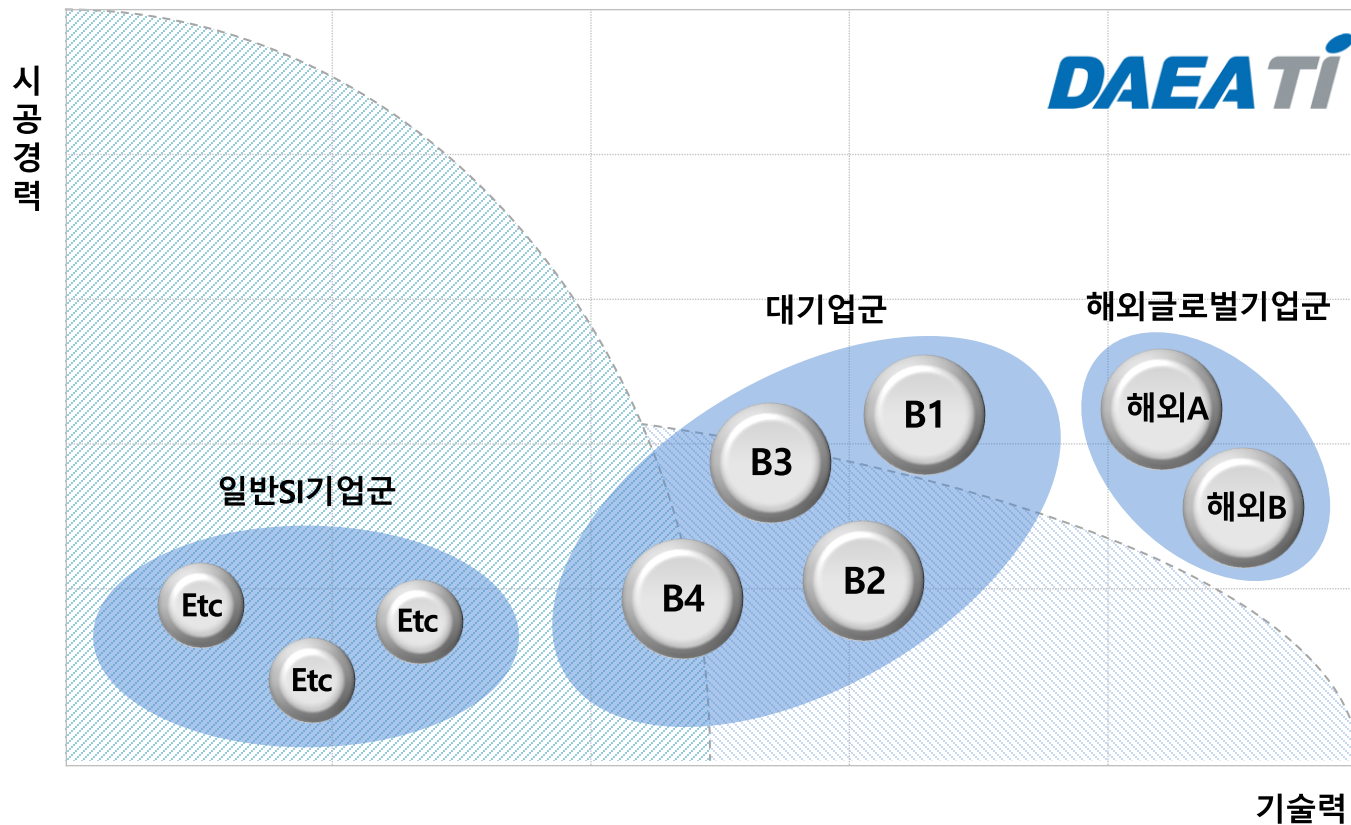 시공경력
DAEATi
대기업군
해외글로벌기업군
B1
해외A
B3
일반SI기업군
해외B
B2
B4
Etc
Etc
Etc
기술력